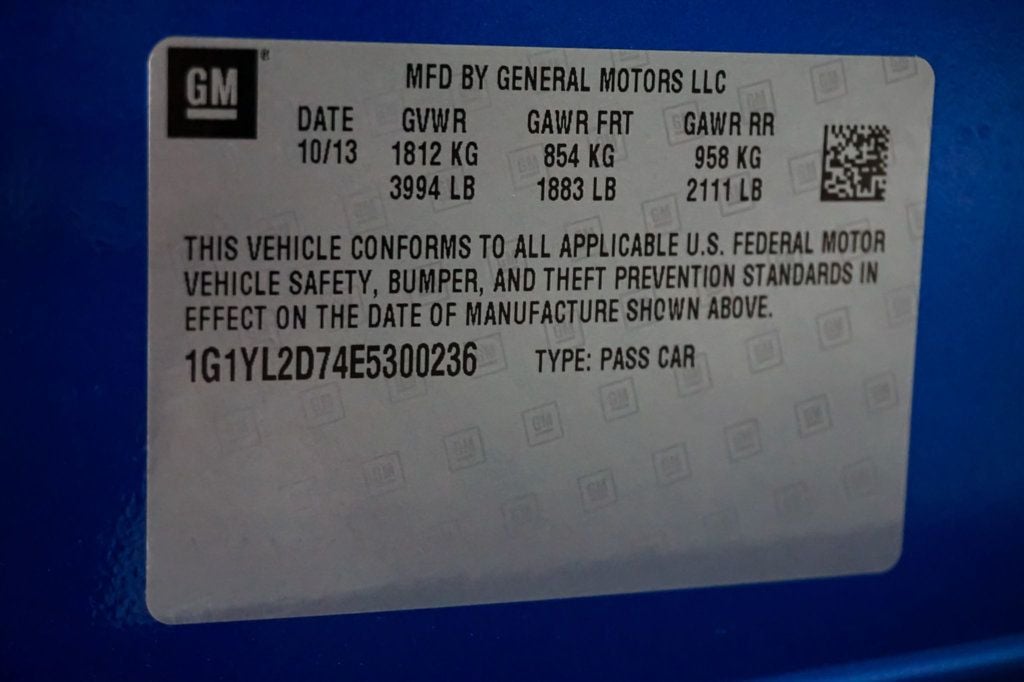 GM®
MFD BY GENERAL MOTORS LLC
DATE GVWR GAWR FRT GAWR RR
10/13 1812 KG 854 KG 958 KG
3994 LB 1883 LB 2111 LB
THIS VEHICLE CONFORMS TO ALL APPLICABLE U.S. FEDERAL MOTOR
VEHICLE SAFETY, BUMPER, AND THEFT PREVENTION STANDARDS IN
EFFECT ON THE DATE OF MANUFACTURE SHOWN ABOVE.
1G1YL2D74E5300236 TYPE: PASS CAR